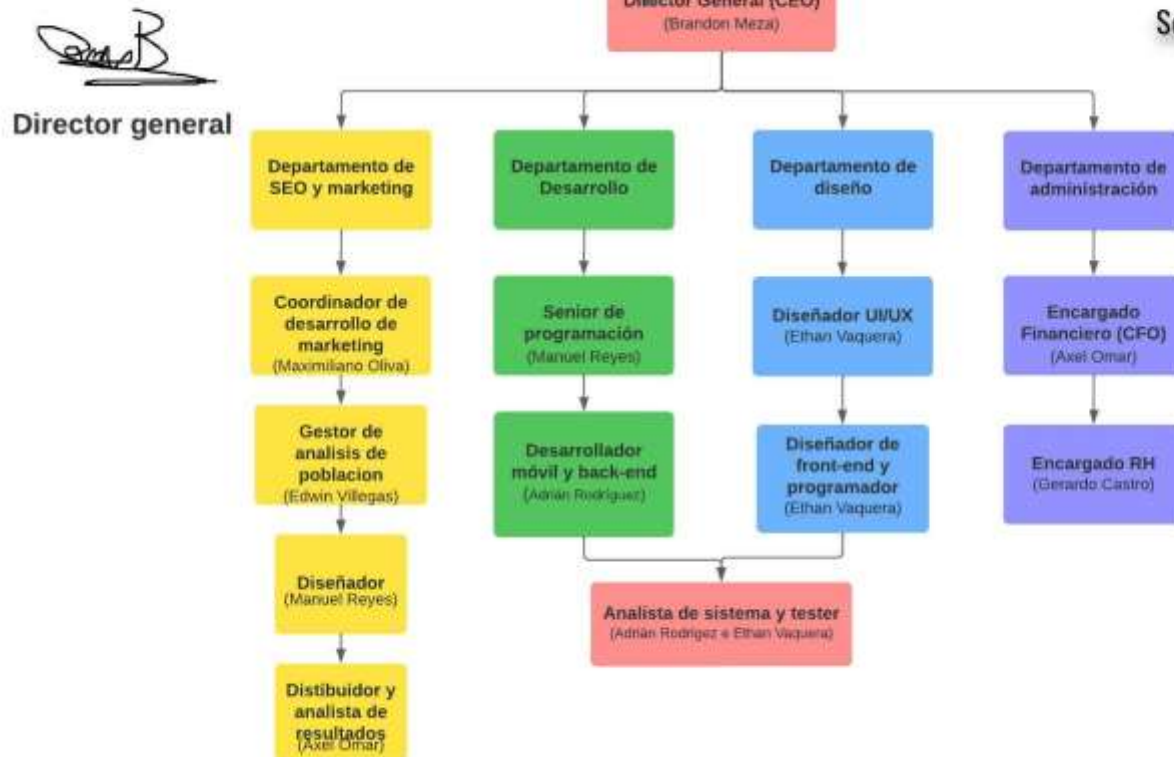 Director General (CEO)
(Brandon Meza)
Director general
Departamento de
SEO y marketing
Departamento de
Desarrollo
Departamento de
diseño
Departamento de
administración
Coordinador de
desarrollo de
marketing
(Maximiliano Oliva)
Senior de
programación
(Manuel Reyes)
Diseñador UI/UX
(Ethan Vaquera)
Encargado
Financiero (CFO)
(Axel Omar)
Gestor de
analisis de
poblacion
(Edwin Villegas)
Desarrollador
móvil y back-end
(Adrián Rodríguez)
Diseñador de
front-end y
programador
(Ethan Vaquera)
Encargado RH
(Gerardo Castro)
Diseñador
(Manuel Reyes)
Analista de sistema y tester
(Adrián Rodrigez e Ethan Vaquera)
Distibuidor y
analista de
resultados
(Axel Omar)